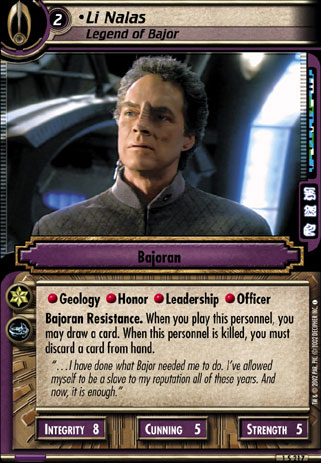 2
•Li Nalas
Legend of Bajor
Bajoran
Geology Honor Leadership Officer
Bajoran Resistance. When you play this personnel, you
may draw a card. When this personnel is killed, you must
discard a card from hand.
“. . . I have done what Bajor needed me to do. I’ve allowed
myself to be a slave to my reputation all of these years. And
now, it is enough.”
INTEGRITY 8 CUNNING 5 STRENGTH 5